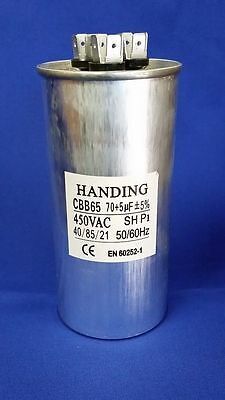 HANDING
CBB65 70+5µF±5%
450VAC SH P1
40/85/21 50/60Hz
CE EN 60252-1